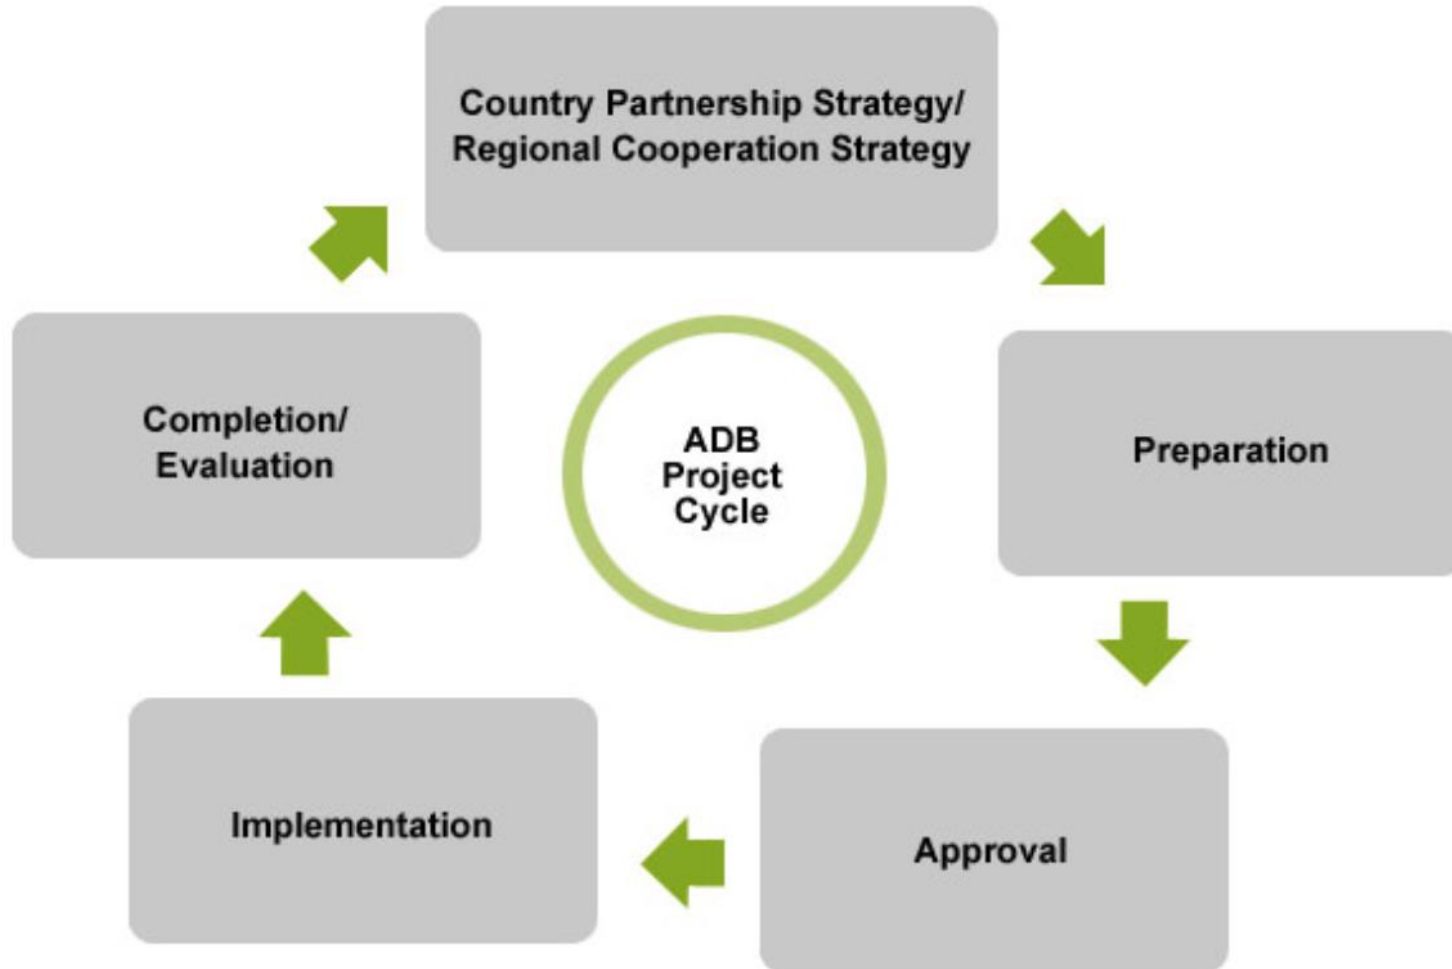 Country Partnership Strategy/
Regional Cooperation Strategy
Completion/
Evaluation
ADB
Project
Cycle
Preparation
Implementation
Approval